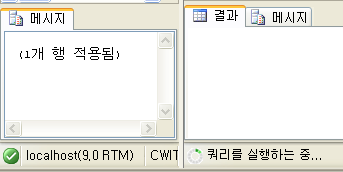 메시지
(1개 행 적용됨)
localhost(9,0 RTM) CWIT
결과 메시지
쿼리를 실행하는 중...